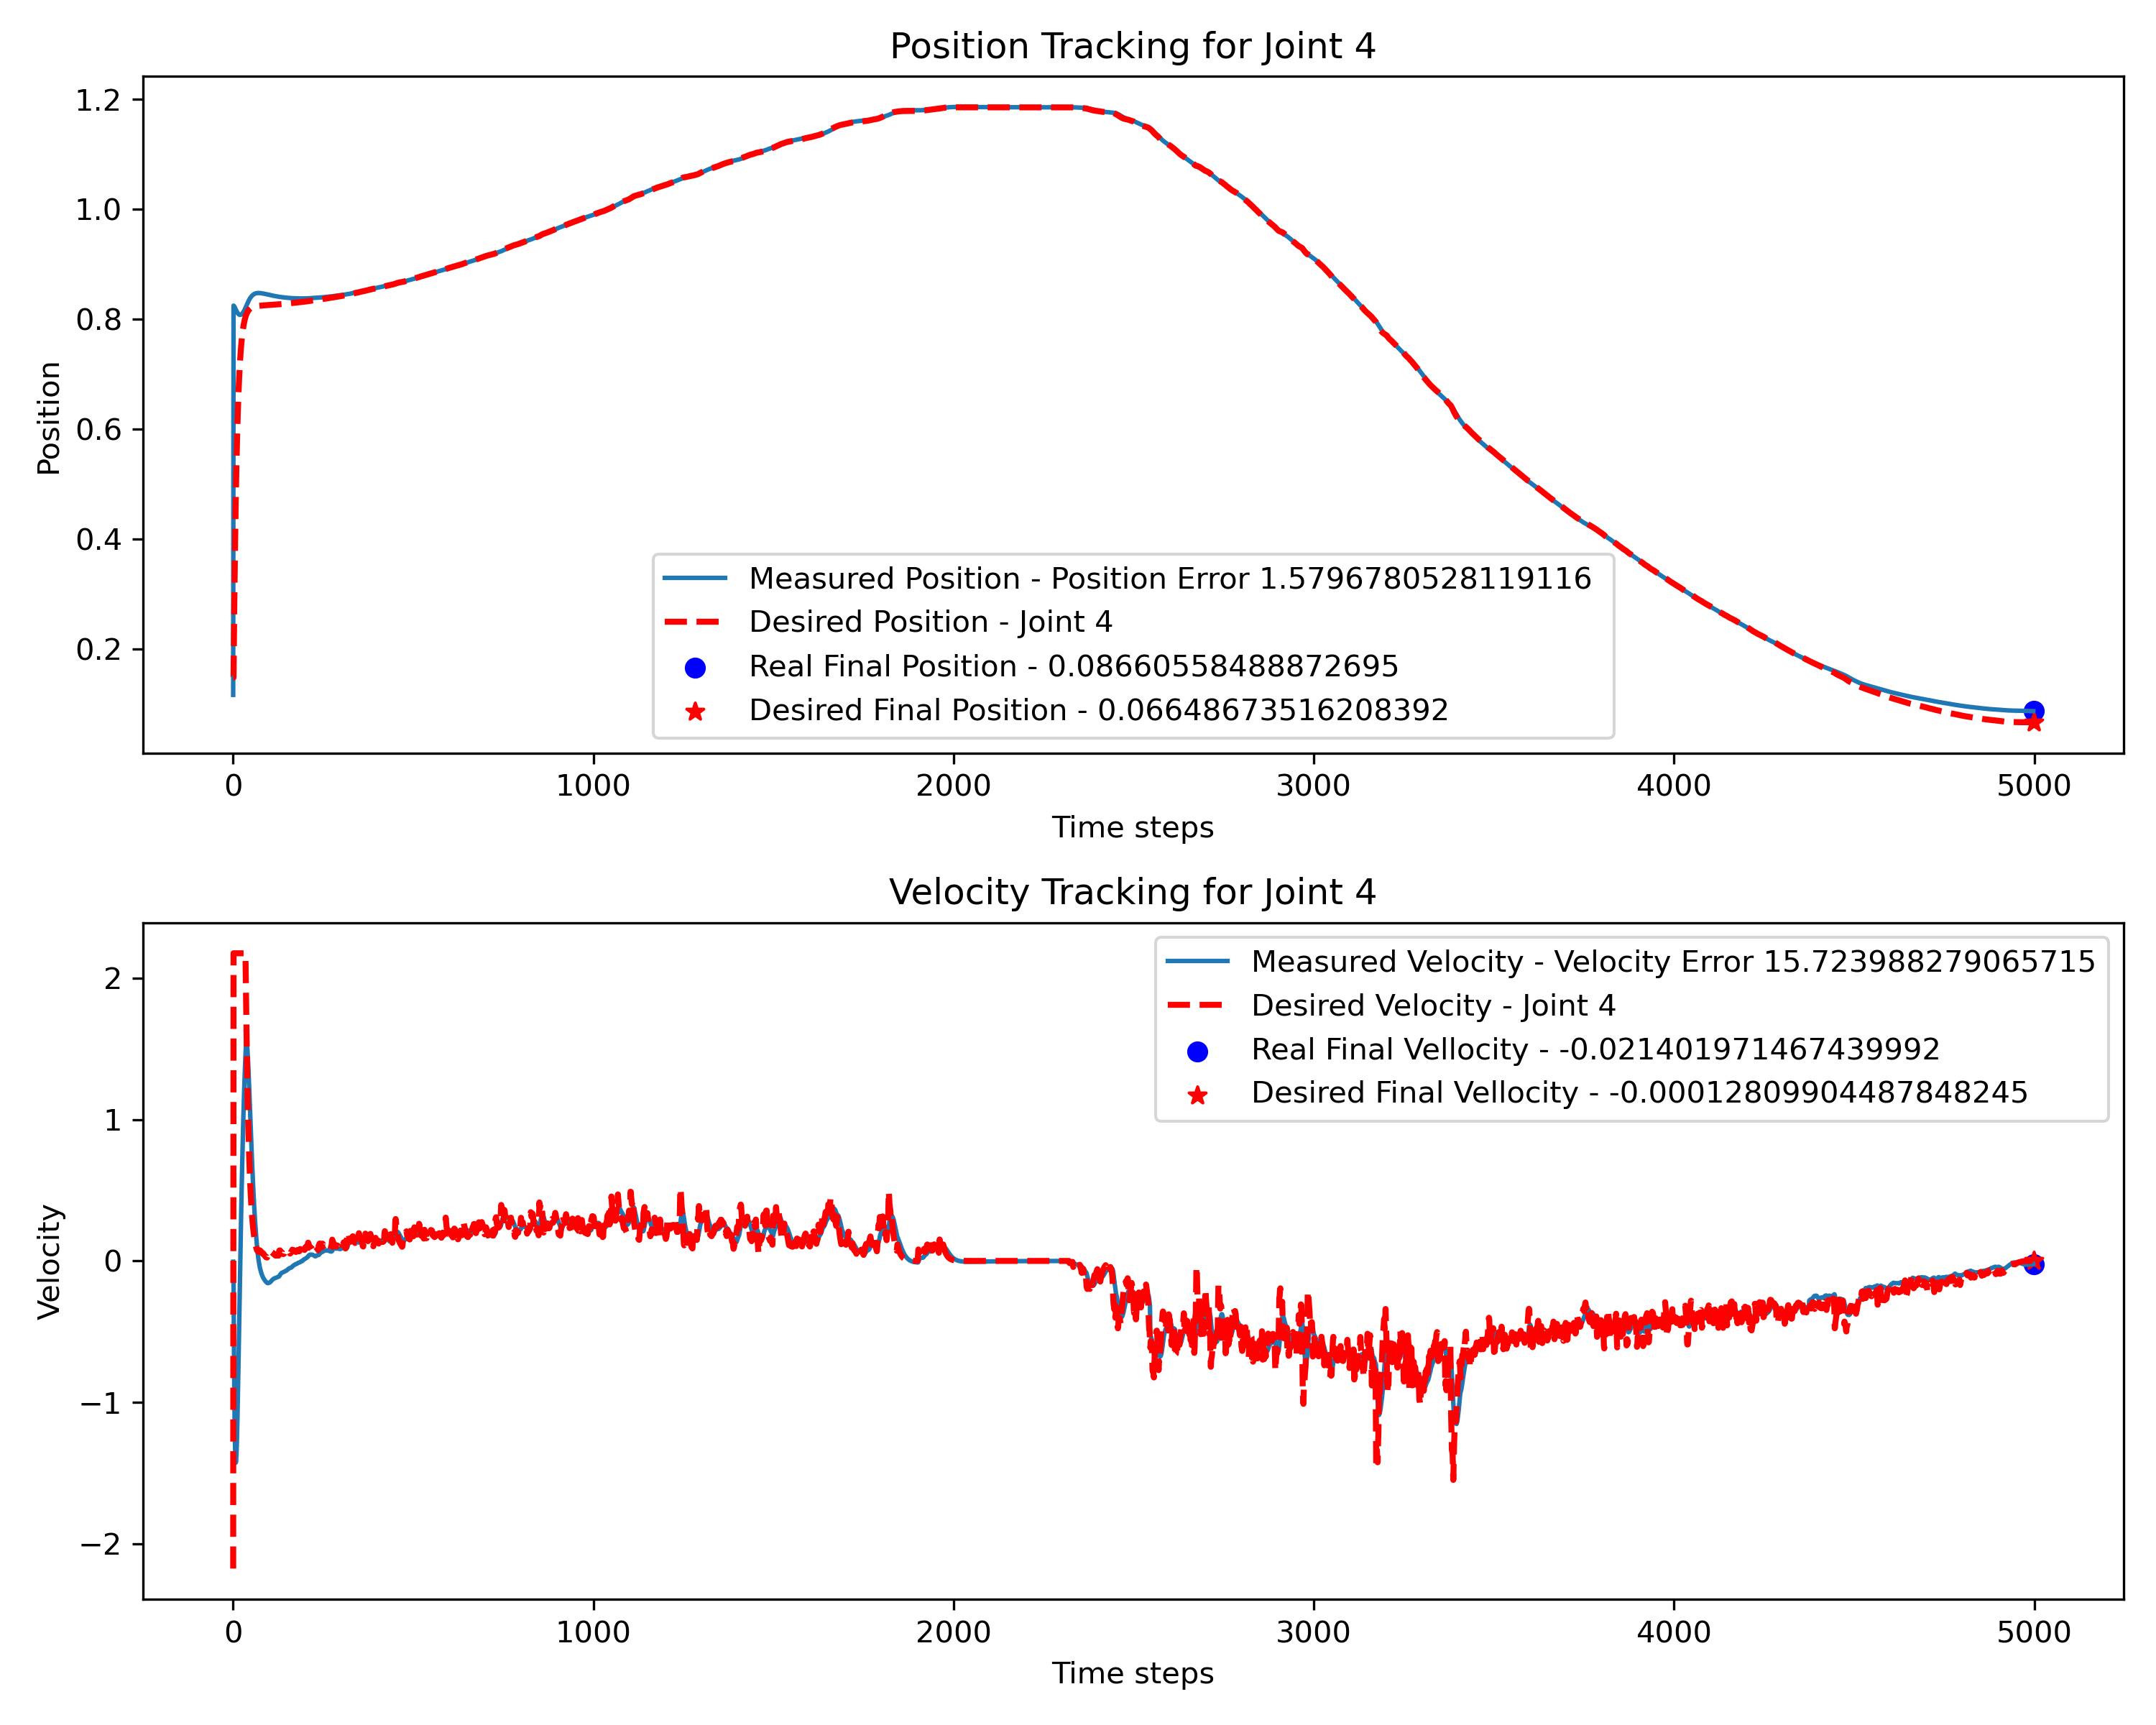 Position Tracking for Joint 4
1.2
1.0
0.8
0.6
0.4
0.2
Position
Measured Position - Position Error 1.5796780528119116
Desired Position - Joint 4
Real Final Position - 0.08660558488872695
Desired Final Position - 0.06648673516208392
0 1000 2000 3000 4000 5000
Time steps
Velocity Tracking for Joint 4
2
1
0
−1
−2
Velocity
Measured Velocity - Velocity Error 15.723988279065715
Desired Velocity - Joint 4
Real Final Vellocity - -0.021401971467439992
Desired Final Vellocity - -0.00012809904487848245
0 1000 2000 3000 4000 5000
Time steps